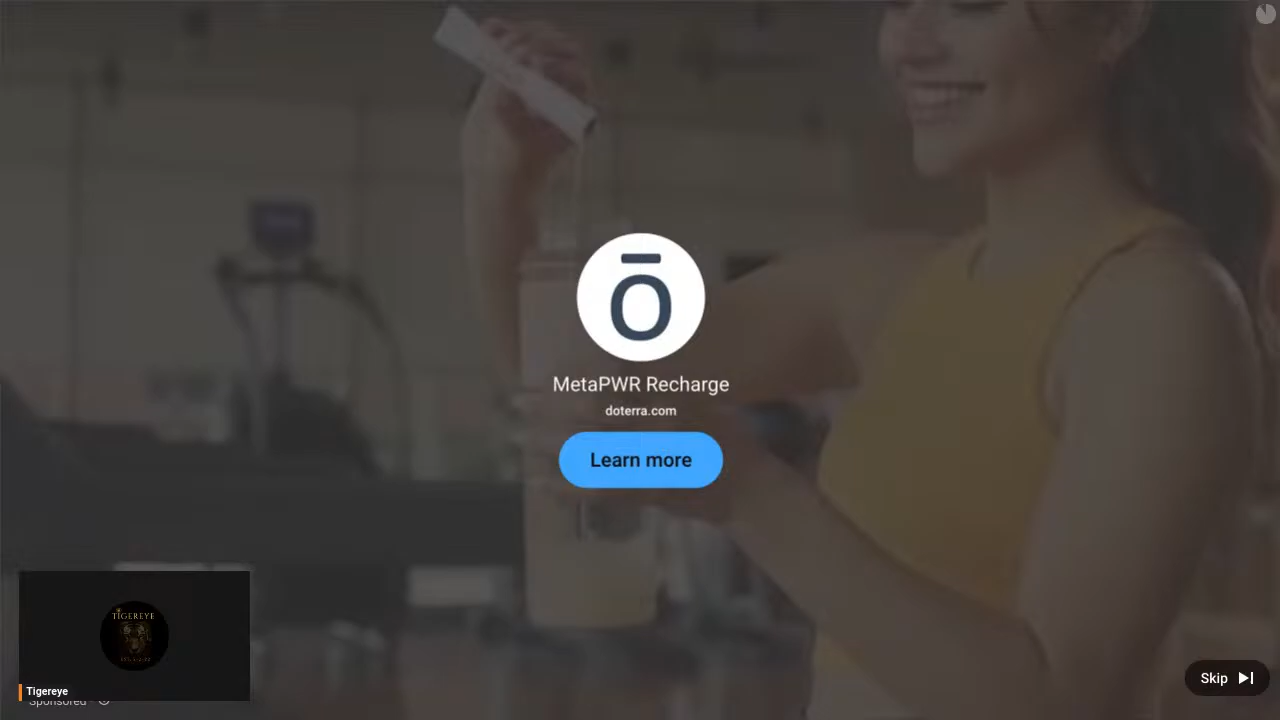 ō
MetaPWR Recharge
doterra.com
Learn more
TIGEREYE
Tigereye
Sponsored
Skip